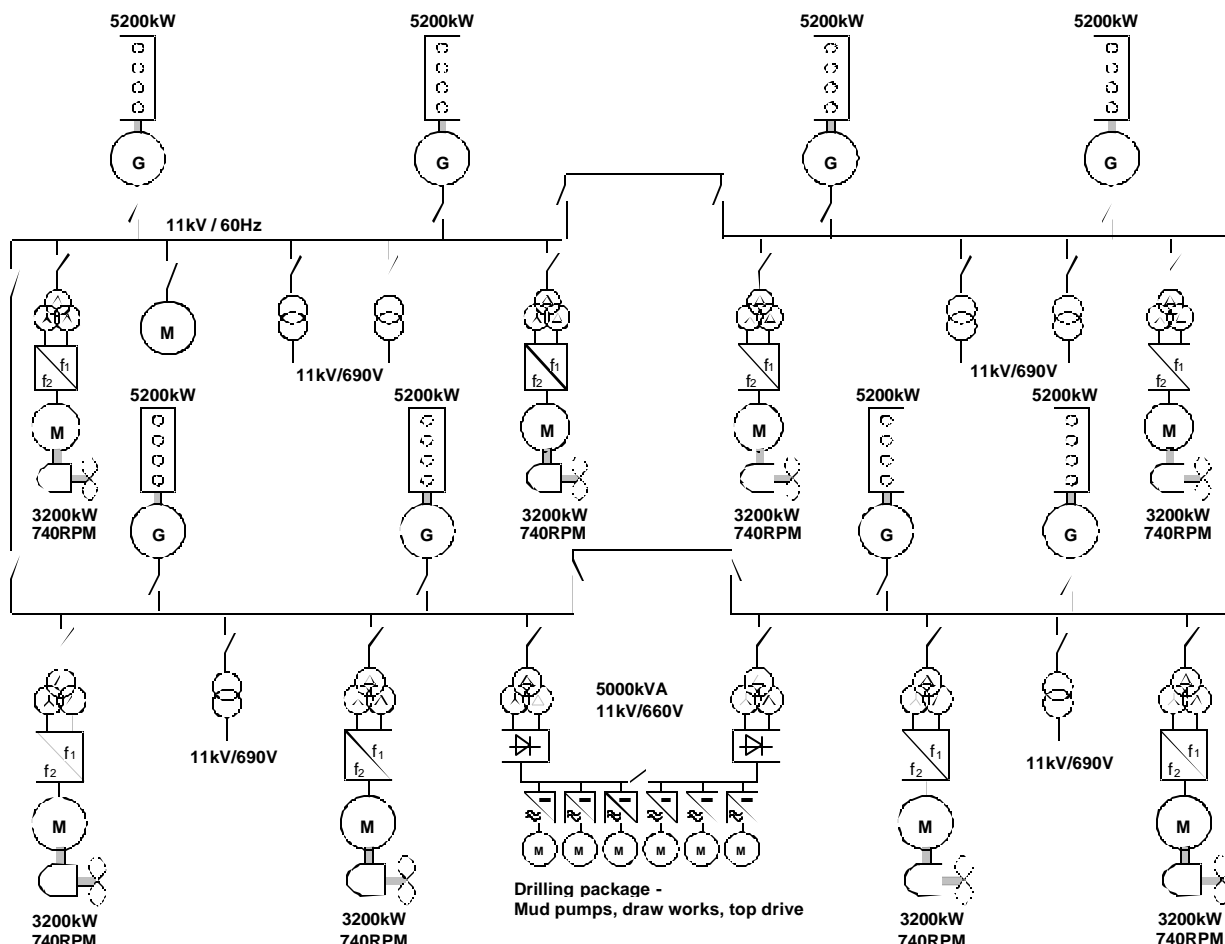 5200kW
5200kW
5200kW
5200kW
G
G
G
G
11kV / 60Hz
M
11kV/690V
11kV/690V
f1
f2
f1
f2
f1
f2
f1
f2
5200kW
5200kW
5200kW
5200kW
M
M
M
M
3200kW
740RPM
3200kW
740RPM
3200kW
740RPM
3200kW
740RPM
G
G
G
G
5000kVA
11kV/660V
11kV/690V
11kV/690V
f1
f2
f1
f2
f1
f2
f1
f2
M
M
M
M
M
M
M
M
M
M
Drilling package -
Mud pumps, draw works, top drive
3200kW
740RPM
3200kW
740RPM
3200kW
740RPM
3200kW
740RPM